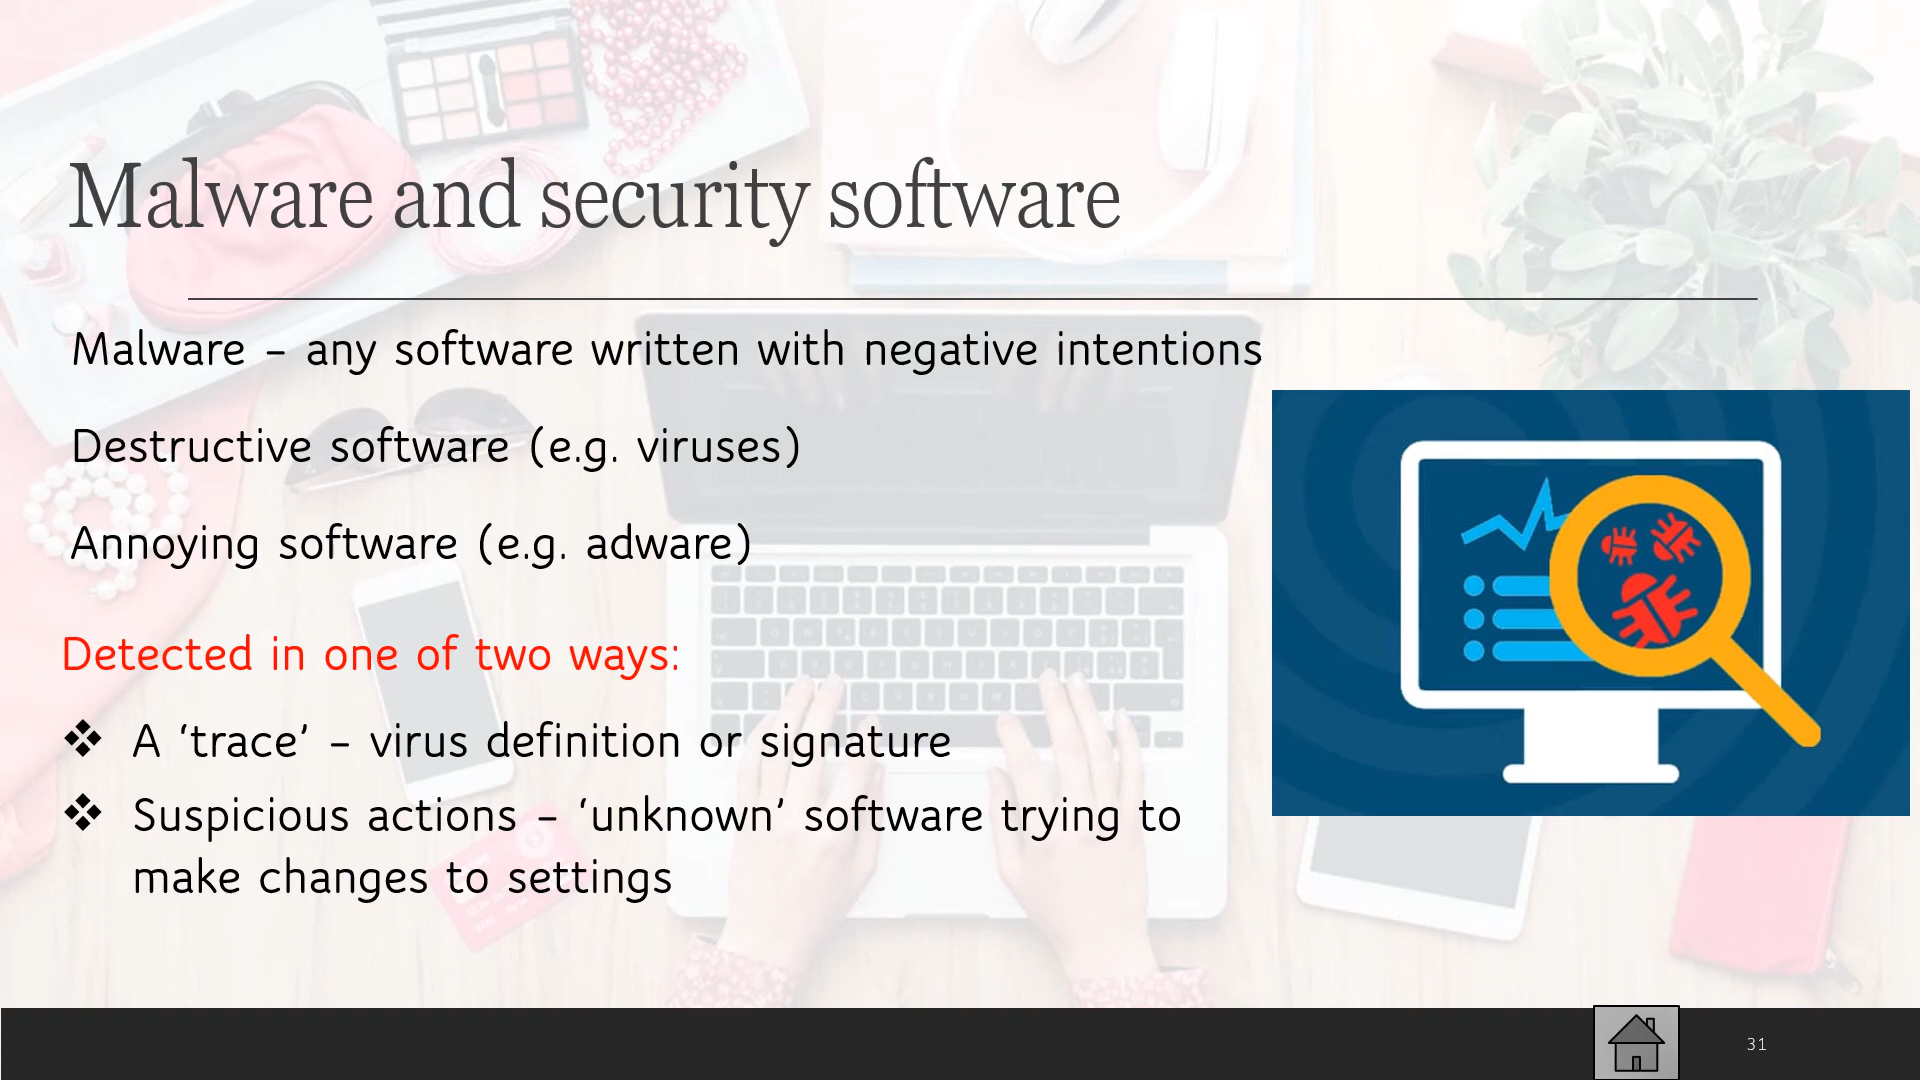 Malware and security software
Malware – any software written with negative intentions
Destructive software (e.g. viruses)
Annoying software (e.g. adware)
Detected in one of two ways:
❖ A ‘trace’ – virus definition or signature
❖ Suspicious actions – ‘unknown’ software trying to
make changes to settings
31